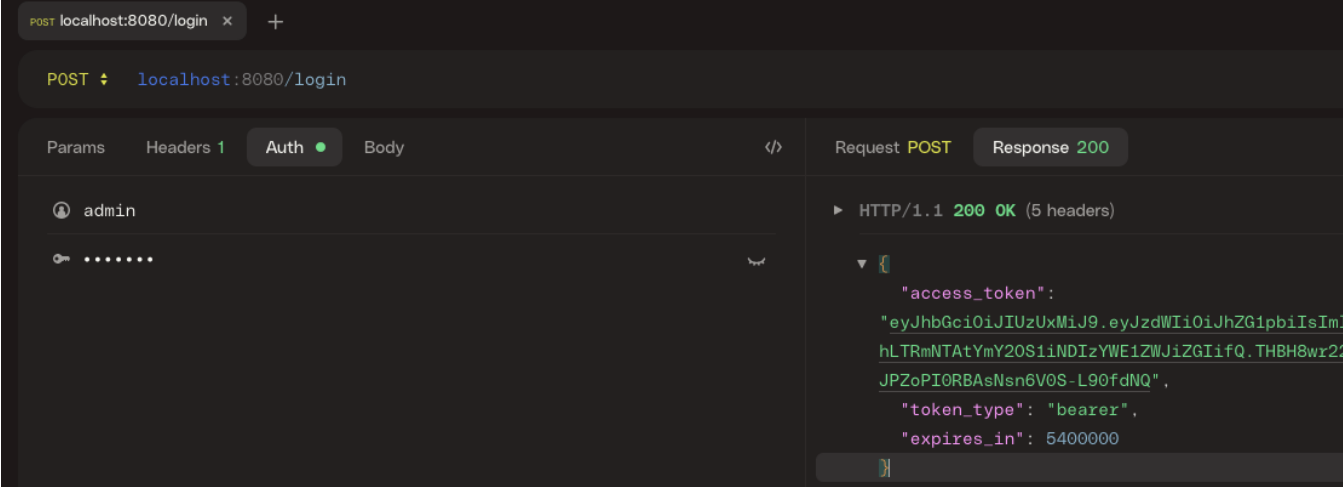 POST localhost:8080/login ×  +
POST localhost:8080/login
Params Headers 1 Auth Body </>
Request POST Response 200
admin
•••••••
HTTP/1.1 200 OK (5 headers)
{
"access_token":
"eyJhbGciOiJIUzUxMiJ9.eyJzdWIiOiJhZG1pbiIsIm
hLTRmNTAtYmY2OS1iNDIzYWE1ZWJiZGIifQ.THBH8wr22
JPZoPI0RBAsNsn6V0S-L90fdNQ",
"token_type": "bearer",
"expires_in": 5400000
}